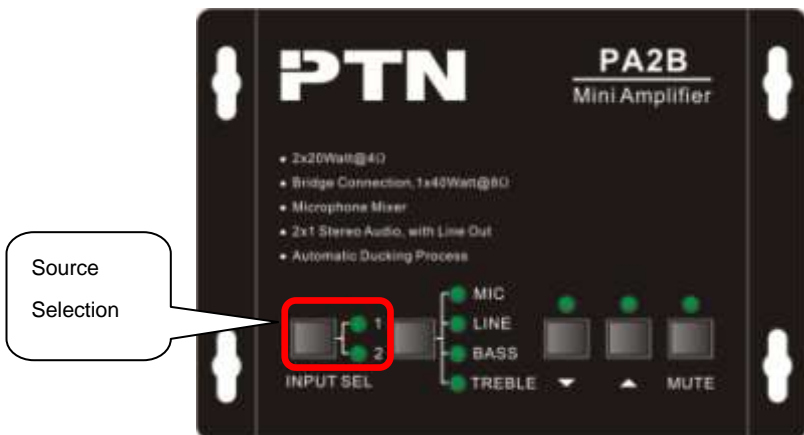 PTN
PA2B
Mini Amplifier
• 2x20Watt@4Ω
• Bridge Connection,1x40Watt@8Ω
• Microphone Mixer
• 2x1 Stereo Audio, with Line Out
• Automatic Ducking Process
Source
Selection
1
2
INPUT SEL
MIC
LINE
BASS
TREBLE
▼
▲
MUTE